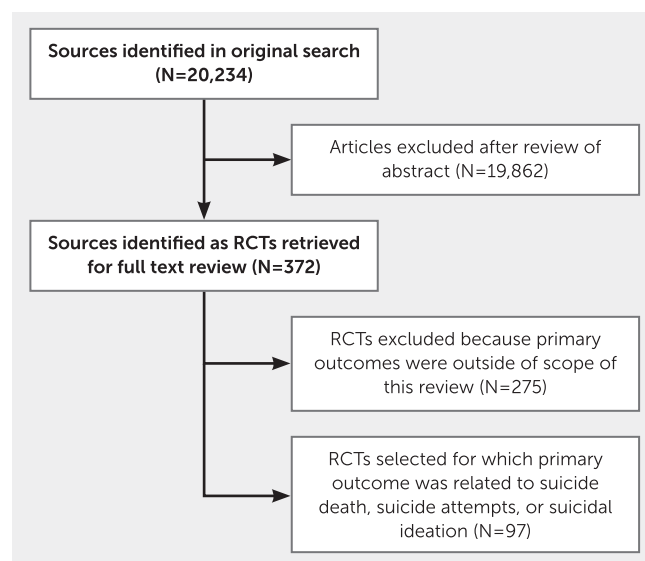 Sources identified in original search
(N=20,234)
Articles excluded after review of
abstract (N=19,862)
Sources identified as RCTs retrieved
for full text review (N=372)
RCTs excluded because primary
outcomes were outside of scope of
this review (N=275)
RCTs selected for which primary
outcome was related to suicide
death, suicide attempts, or suicidal
ideation (N=97)